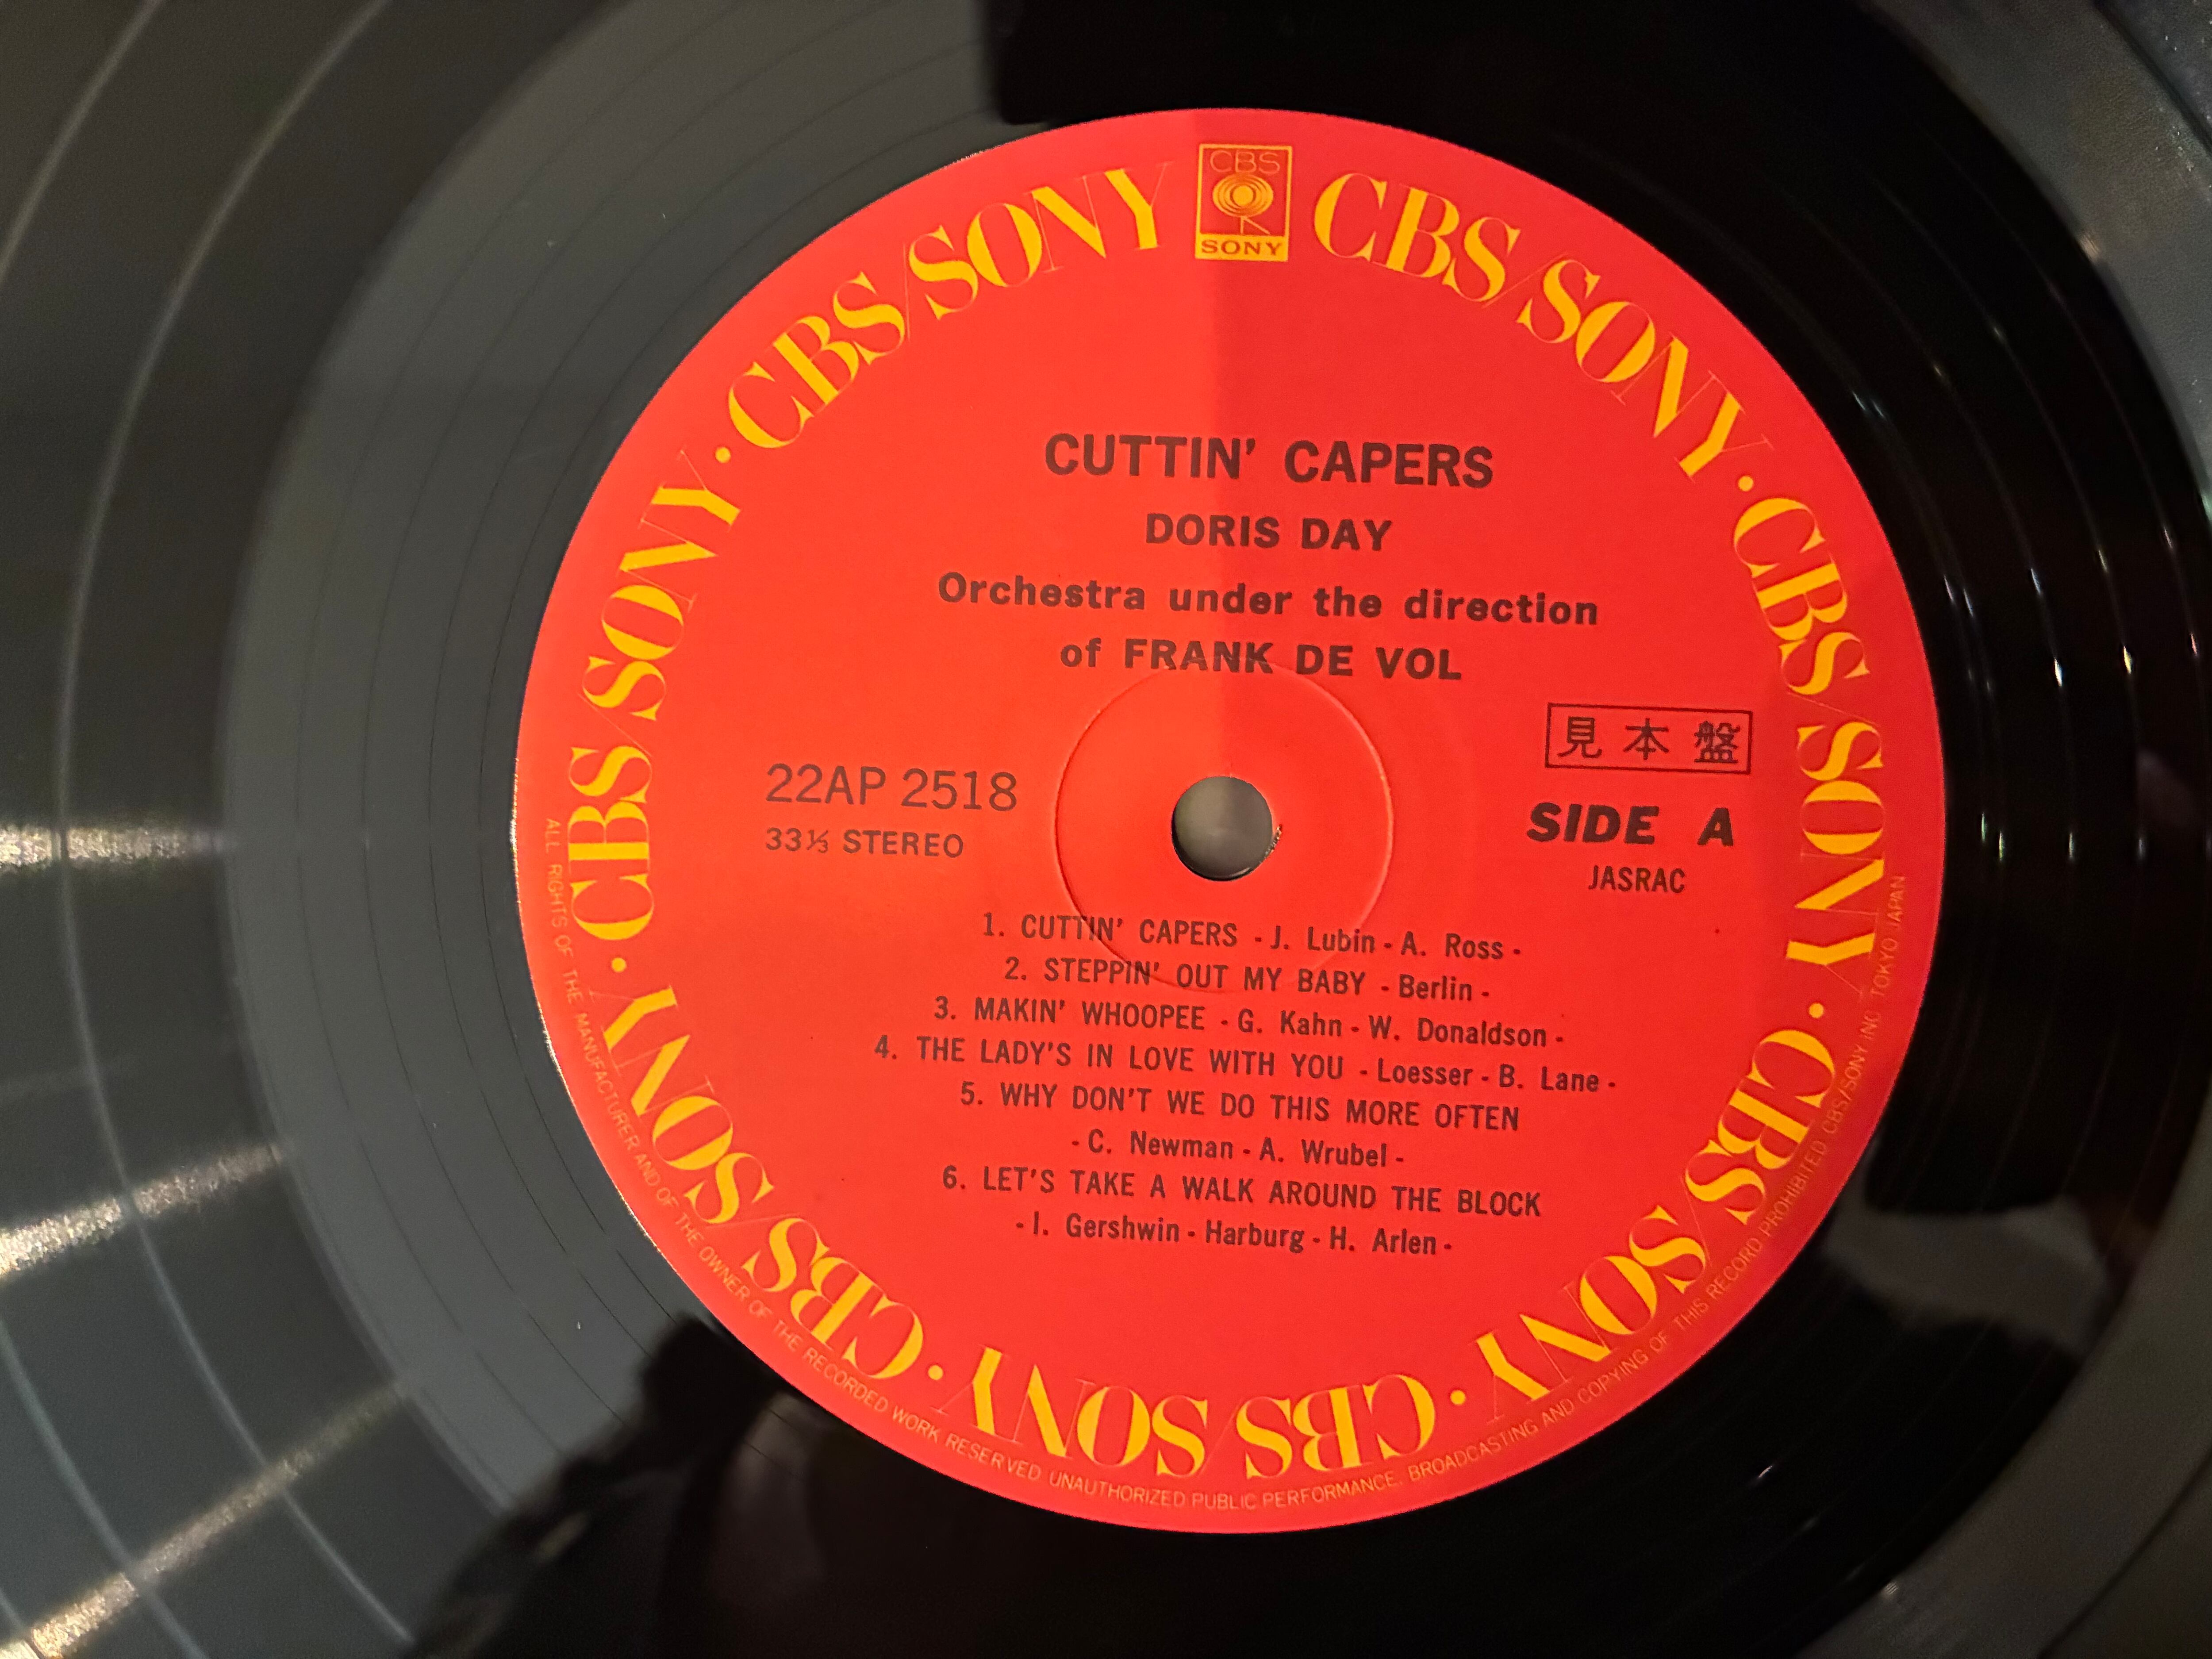 CBS
SONY
CBS/SONY · CBS/SONY · CBS/SONY · CBS/SONY · CBS/SONY · CBS/SONY · CBS/SONY
CUTTIN' CAPERS
DORIS DAY
Orchestra under the direction
of FRANK DE VOL
見本盤
22AP 2518
SIDE A
33⅓ STEREO
JASRAC
1. CUTTIN' CAPERS - J. Lubin - A. Ross -
2. STEPPIN' OUT MY BABY - Berlin -
3. MAKIN' WHOOPEE - G. Kahn - W. Donaldson -
4. THE LADY'S IN LOVE WITH YOU - Loesser - B. Lane -
5. WHY DON'T WE DO THIS MORE OFTEN
- C. Newman - A. Wrubel -
6. LET'S TAKE A WALK AROUND THE BLOCK
- I. Gershwin - Harburg - H. Arlen -
ALL RIGHTS OF THE MANUFACTURER AND OF THE OWNER OF THE RECORDED WORK RESERVED UNAUTHORIZED PUBLIC PERFORMANCE, BROADCASTING AND COPYING OF THIS RECORD PROHIBITED CBS/SONY INC TOKYO JAPAN